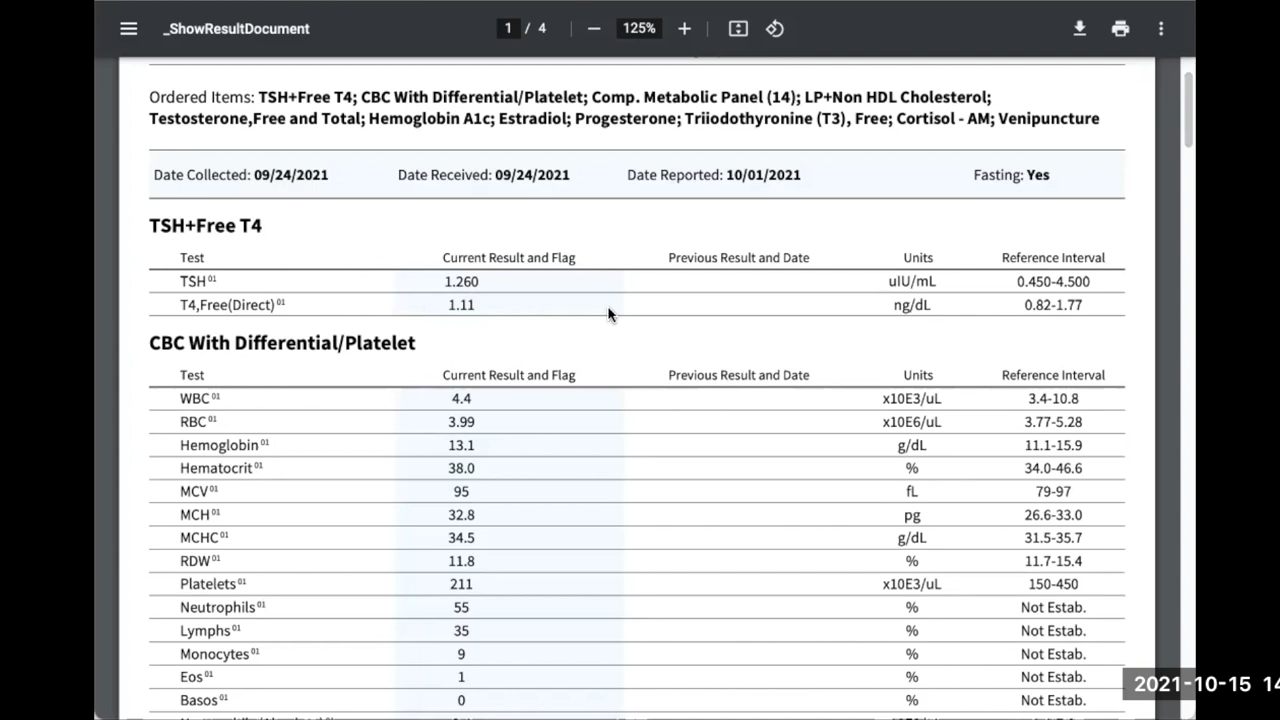 _ShowResultDocument 1 / 4 125%
Ordered Items: TSH+Free T4; CBC With Differential/Platelet; Comp. Metabolic Panel (14); LP+Non HDL Cholesterol;
Testosterone,Free and Total; Hemoglobin A1c; Estradiol; Progesterone; Triiodothyronine (T3), Free; Cortisol - AM; Venipuncture
Date Collected: 09/24/2021 Date Received: 09/24/2021 Date Reported: 10/01/2021 Fasting: Yes
TSH+Free T4
Test Current Result and Flag Previous Result and Date Units Reference Interval
TSH 01 1.260 uIU/mL 0.450-4.500
T4,Free(Direct) 01 1.11 ng/dL 0.82-1.77
CBC With Differential/Platelet
Test Current Result and Flag Previous Result and Date Units Reference Interval
WBC 01 4.4 x10E3/uL 3.4-10.8
RBC 01 3.99 x10E6/uL 3.77-5.28
Hemoglobin 01 13.1 g/dL 11.1-15.9
Hematocrit 01 38.0 % 34.0-46.6
MCV 01 95 fL 79-97
MCH 01 32.8 pg 26.6-33.0
MCHC 01 34.5 g/dL 31.5-35.7
RDW 01 11.8 % 11.7-15.4
Platelets 01 211 x10E3/uL 150-450
Neutrophils 01 55 % Not Estab.
Lymphs 01 35 % Not Estab.
Monocytes 01 9 % Not Estab.
Eos 01 1 % Not Estab.
Basos 01 0 % Not Estab.
2021-10-15 14